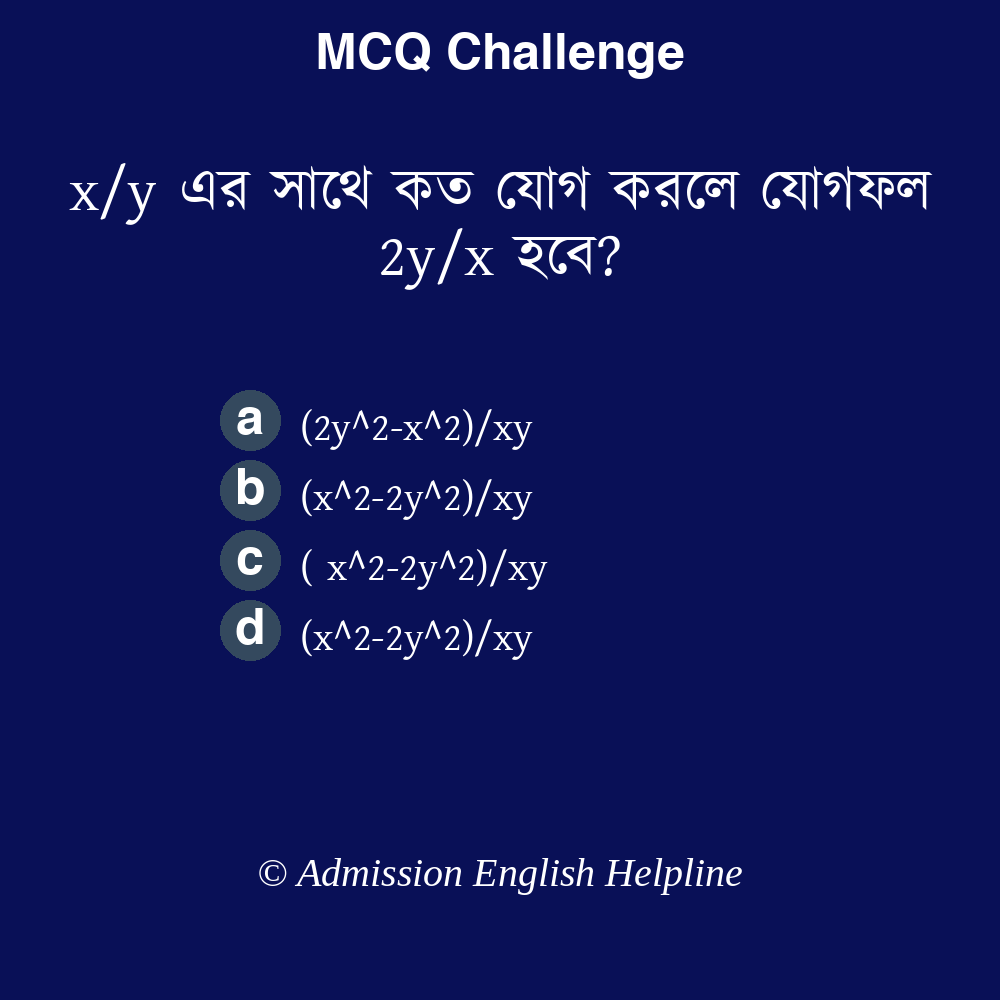 MCQ Challenge
x/y এর সাথে কত যোগ করলে যোগফল
2y/x হবে?
a (2y^2-x^2)/xy
b (x^2-2y^2)/xy
c ( x^2-2y^2)/xy
d (x^2-2y^2)/xy
© Admission English Helpline